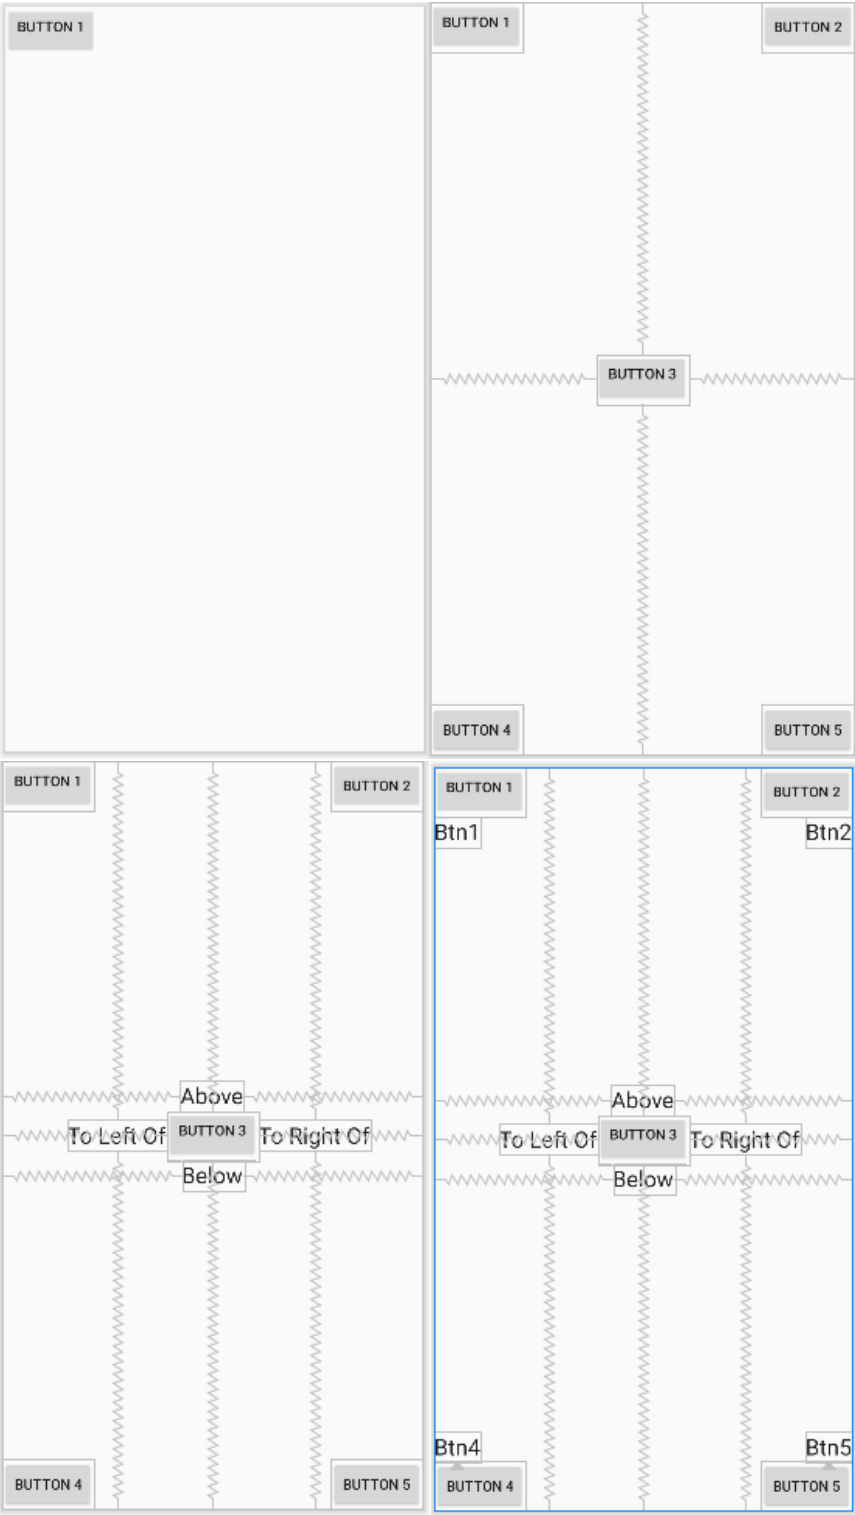 BUTTON 1
BUTTON 1 BUTTON 2
BUTTON 3
BUTTON 4 BUTTON 5
BUTTON 1 BUTTON 2
Above
To Left Of BUTTON 3 To Right Of
Below
BUTTON 4 BUTTON 5
BUTTON 1 BUTTON 2
Btn1 Btn2
Above
To Left Of BUTTON 3 To Right Of
Below
Btn4 Btn5
BUTTON 4 BUTTON 5